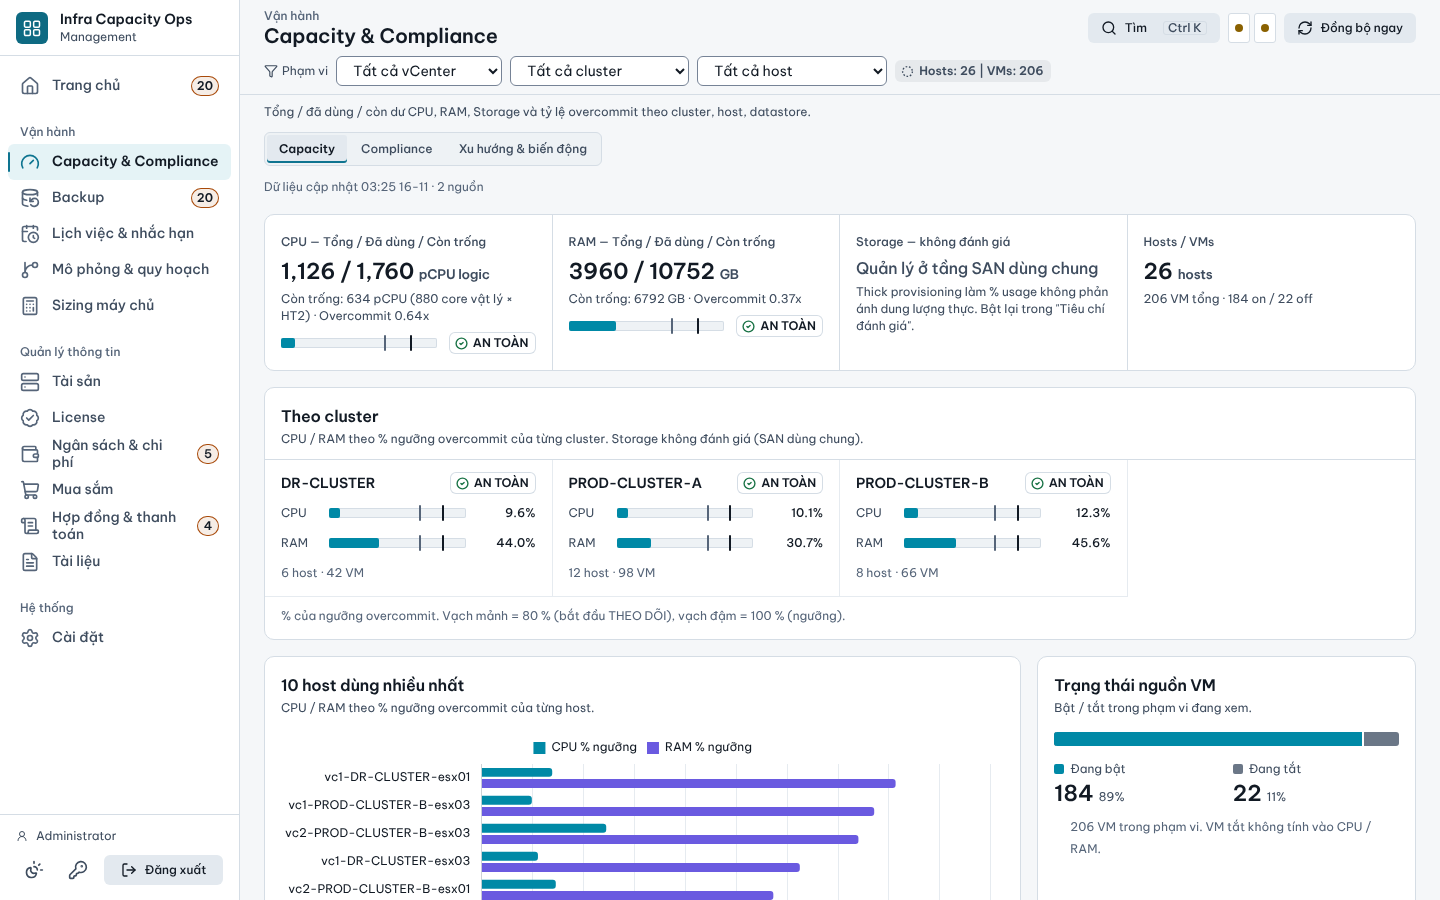 Infra Capacity Ops
Management
Trang chủ 20
Vận hành
Capacity & Compliance
Backup 20
Lịch việc & nhắc hạn
Mô phỏng & quy hoạch
Sizing máy chủ
Quản lý thông tin
Tài sản
License
Ngân sách & chi phí 5
Mua sắm
Hợp đồng & thanh toán 4
Tài liệu
Hệ thống
Cài đặt
Administrator
Đăng xuất
Vận hành
Capacity & Compliance
Tìm Ctrl K
Đồng bộ ngay
Phạm vi Tất cả vCenter Tất cả cluster Tất cả host Hosts: 26 | VMs: 206
Tổng / đã dùng / còn dư CPU, RAM, Storage và tỷ lệ overcommit theo cluster, host, datastore.
Capacity Compliance Xu hướng & biến động
Dữ liệu cập nhật 03:25 16-11 · 2 nguồn
CPU — Tổng / Đã dùng / Còn trống
1,126 / 1,760 pCPU logic
Còn trống: 634 pCPU (880 core vật lý × HT2) · Overcommit 0.64x
AN TOÀN
RAM — Tổng / Đã dùng / Còn trống
3960 / 10752 GB
Còn trống: 6792 GB · Overcommit 0.37x
AN TOÀN
Storage — không đánh giá
Quản lý ở tầng SAN dùng chung
Thick provisioning làm % usage không phản ánh dung lượng thực. Bật lại trong "Tiêu chí đánh giá".
Hosts / VMs
26 hosts
206 VM tổng · 184 on / 22 off
Theo cluster
CPU / RAM theo % ngưỡng overcommit của từng cluster. Storage không đánh giá (SAN dùng chung).
DR-CLUSTER AN TOÀN
CPU 9.6%
RAM 44.0%
6 host · 42 VM
PROD-CLUSTER-A AN TOÀN
CPU 10.1%
RAM 30.7%
12 host · 98 VM
PROD-CLUSTER-B AN TOÀN
CPU 12.3%
RAM 45.6%
8 host · 66 VM
% của ngưỡng overcommit. Vạch mảnh = 80 % (bắt đầu THEO DÕI), vạch đậm = 100 % (ngưỡng).
10 host dùng nhiều nhất
CPU / RAM theo % ngưỡng overcommit của từng host.
CPU % ngưỡng RAM % ngưỡng
vc1-DR-CLUSTER-esx01
vc1-PROD-CLUSTER-B-esx03
vc2-PROD-CLUSTER-B-esx03
vc1-DR-CLUSTER-esx03
vc2-PROD-CLUSTER-B-esx01
Trạng thái nguồn VM
Bật / tắt trong phạm vi đang xem.
Đang bật Đang tắt
184 89% 22 11%
206 VM trong phạm vi. VM tắt không tính vào CPU / RAM.